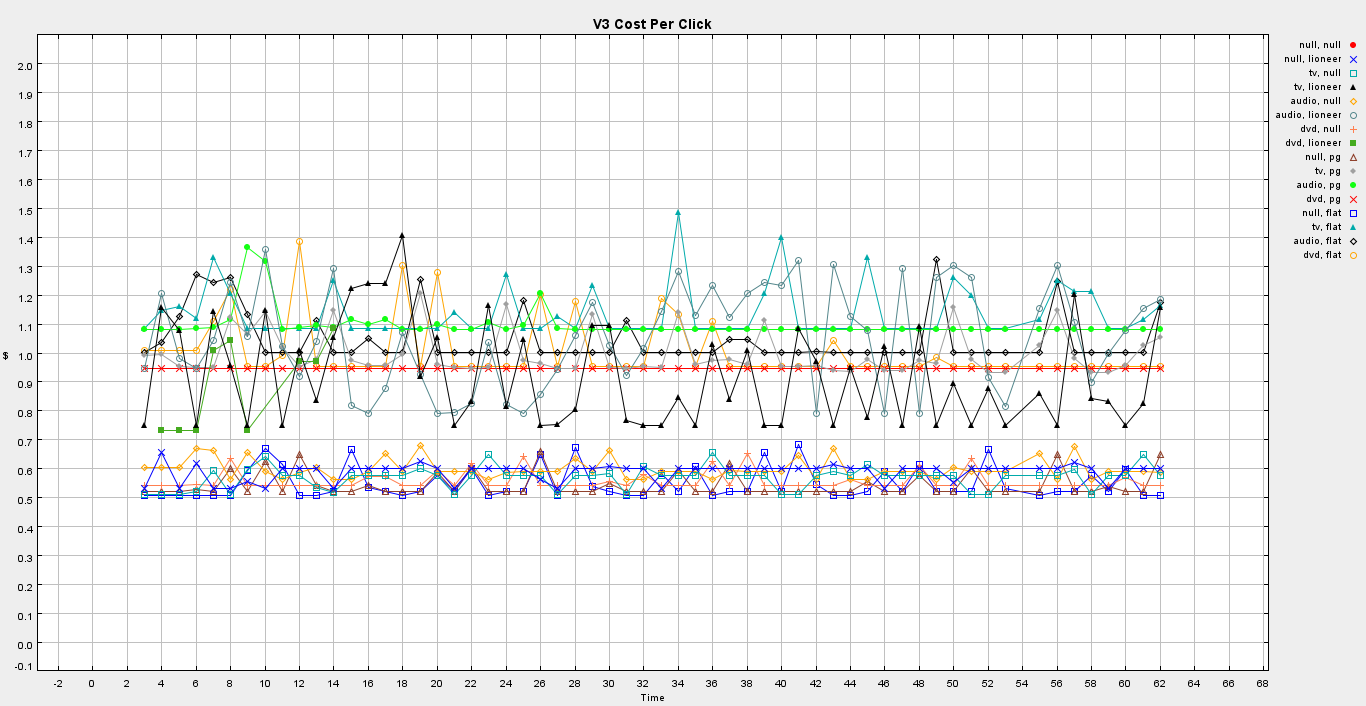 V3 Cost Per Click
2.0
1.9
1.8
1.7
1.6
1.5
1.4
1.3
1.2
1.1
1.0
0.9
0.8
0.7
0.6
0.5
0.4
0.3
0.2
0.1
0.0
-0.1
$
-2 0 2 4 6 8 10 12 14 16 18 20 22 24 26 28 30 32 34 36 38 40 42 44 46 48 50 52 54 56 58 60 62 64 66 68
Time
null, null
null, lioneer
tv, null
tv, lioneer
audio, null
audio, lioneer
dvd, null
dvd, lioneer
null, pg
tv, pg
audio, pg
dvd, pg
null, flat
tv, flat
audio, flat
dvd, flat